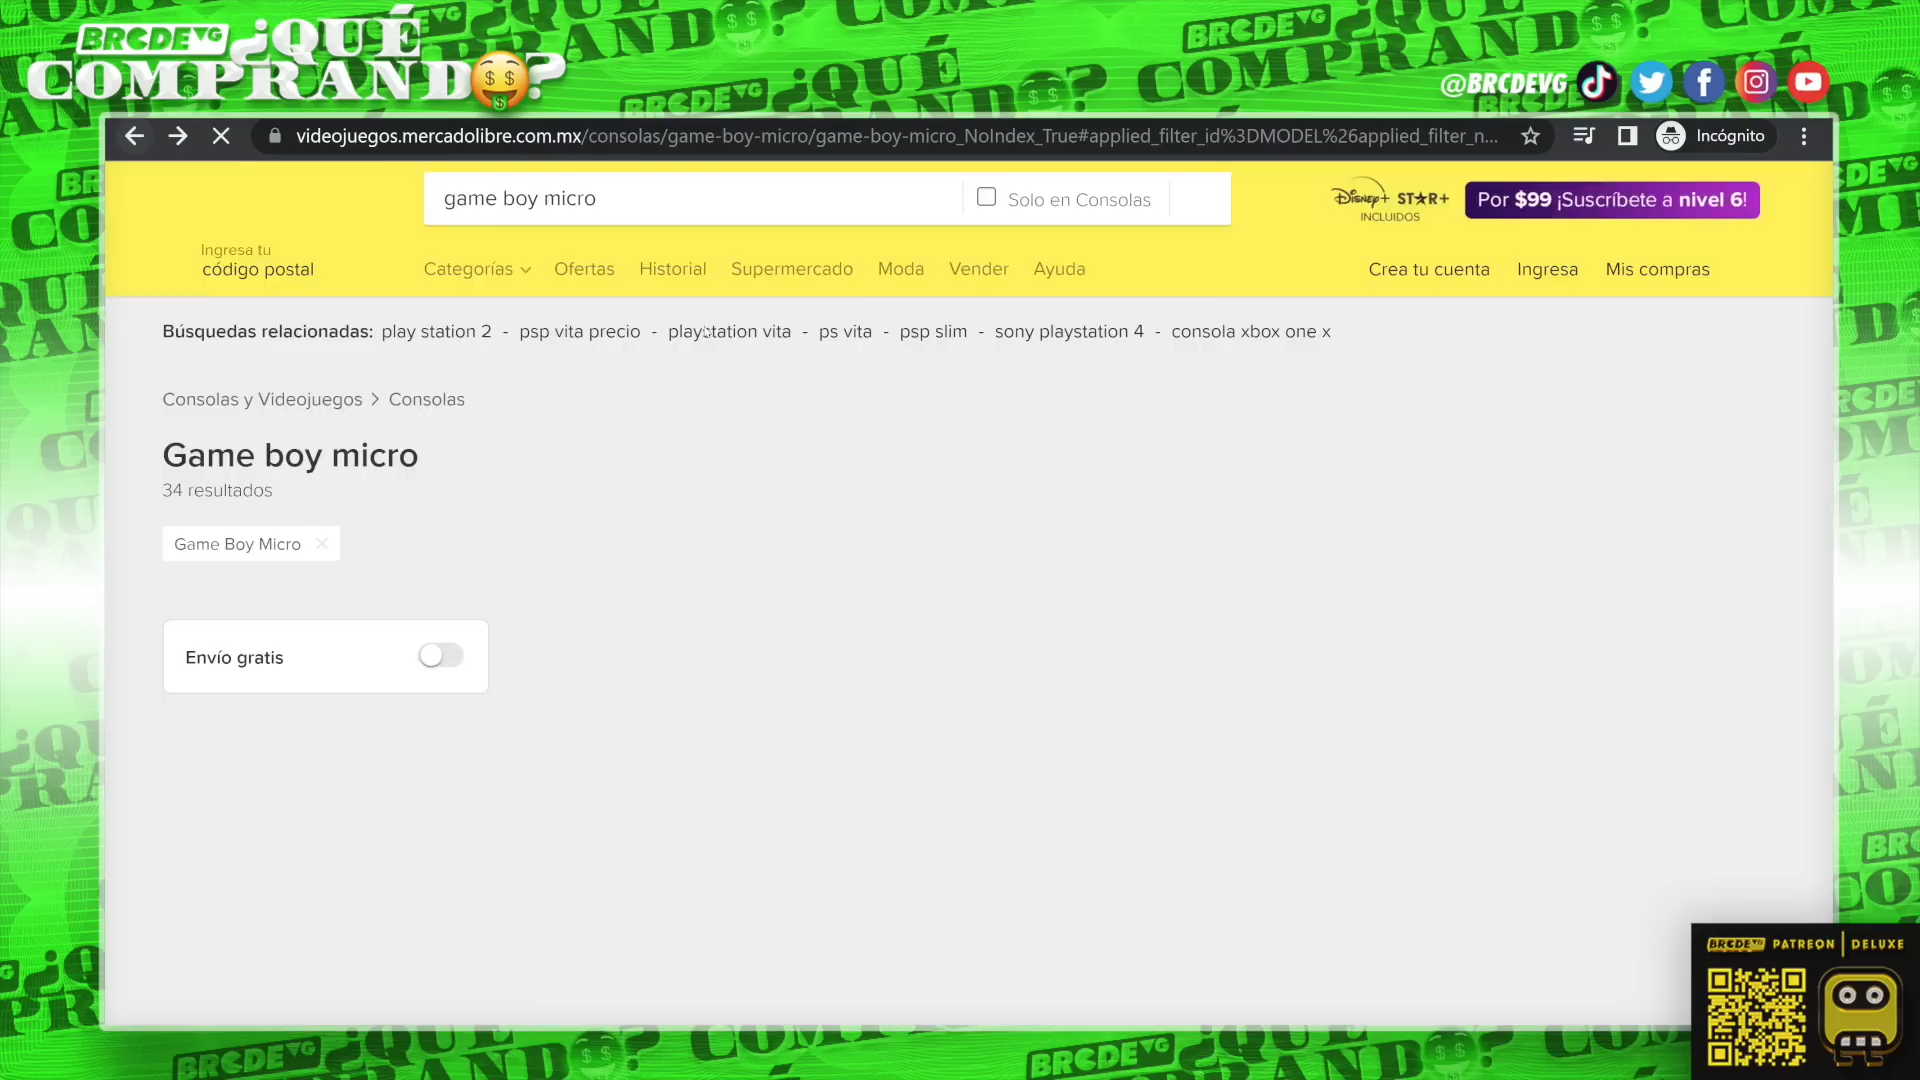 BRCDEVG ¿QUÉ
COMPRANDO?
@BRCDEVG
videojuegos.mercadolibre.com.mx/consolas/game-boy-micro/game-boy-micro_NoIndex_True#applied_filter_id%3DMODEL%26applied_filter_n...
Incógnito
game boy micro
Solo en Consolas
Disney+ STAR+
INCLUIDOS
Por $99 ¡Suscríbete a nivel 6!
Ingresa tu
código postal
Categorías
Ofertas
Historial
Supermercado
Moda
Vender
Ayuda
Crea tu cuenta
Ingresa
Mis compras
Búsquedas relacionadas: play station 2 - psp vita precio - playstation vita - ps vita - psp slim - sony playstation 4 - consola xbox one x
Consolas y Videojuegos > Consolas
Game boy micro
34 resultados
Game Boy Micro
Envío gratis
BRCDEVG PATREON | DELUXE